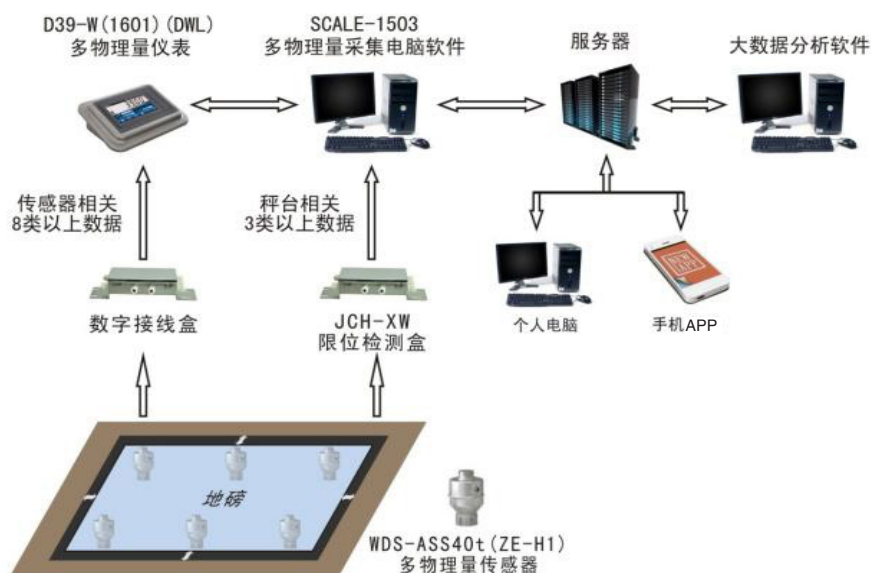 D39-W(1601)(DWL)
多物理量仪表
SCALE-1503
多物理量采集电脑软件
服务器
大数据分析软件
传感器相关
8类以上数据
秤台相关
3类以上数据
NEW
APP
数字接线盒
JCH-XW
限位检测盒
个人电脑
手机APP
地磅
WDS-ASS40t(ZE-H1)
多物理量传感器